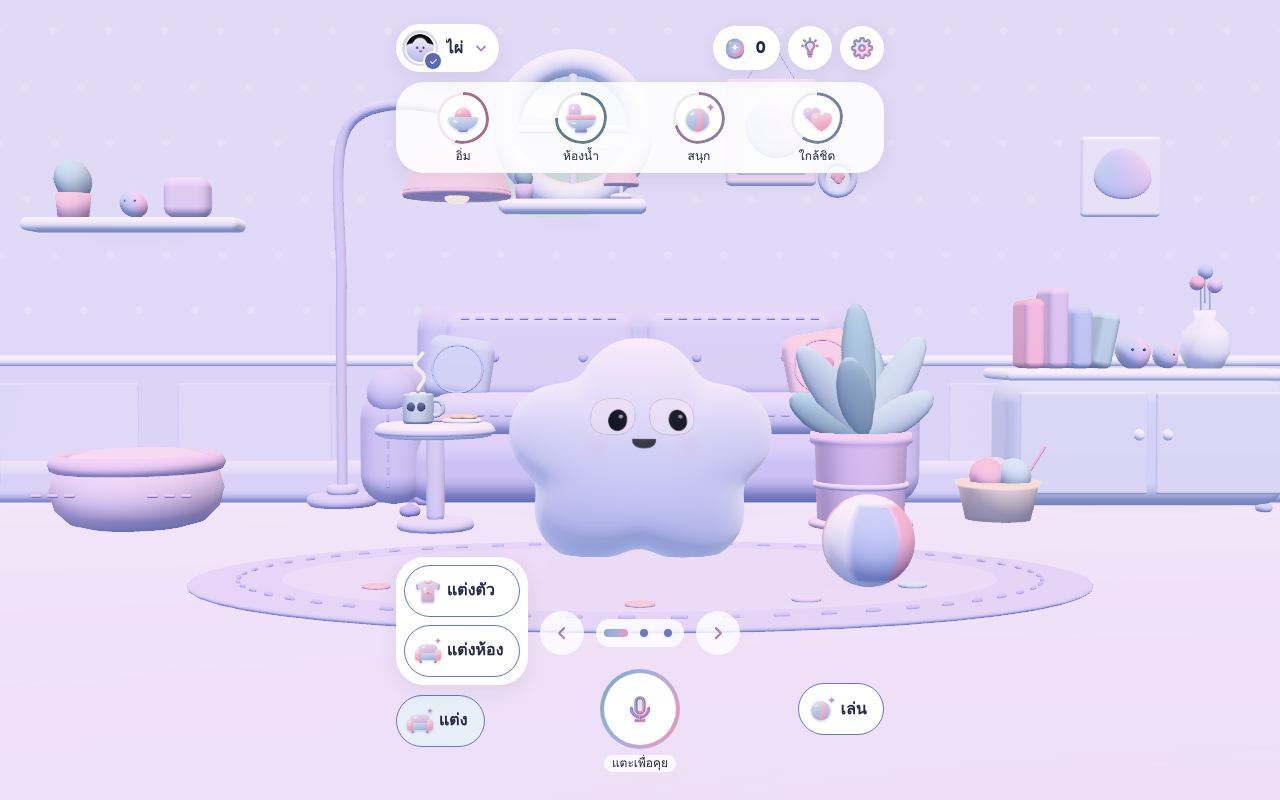 ไผ่
0
อิ่ม
ห้องน้ำ
สนุก
ใกล้ชิด
แต่งตัว
แต่งห้อง
แต่ง
เล่น
แตะเพื่อคุย